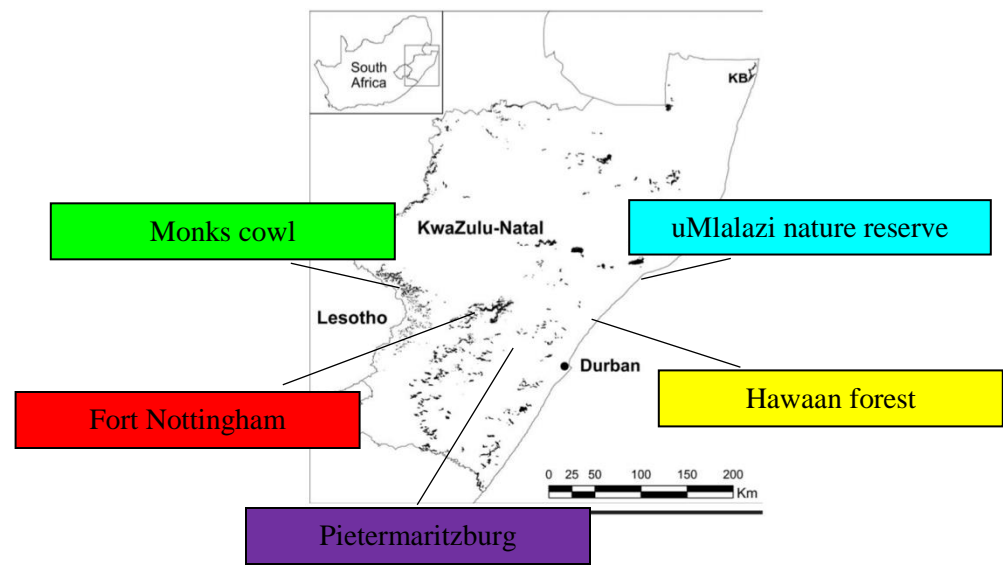 South
Africa
KB
Monks cowl
KwaZulu-Natal
uMlalazi nature reserve
Lesotho
Durban
Fort Nottingham
Hawaan forest
0 25 50 100 150 200
Km
Pietermaritzburg